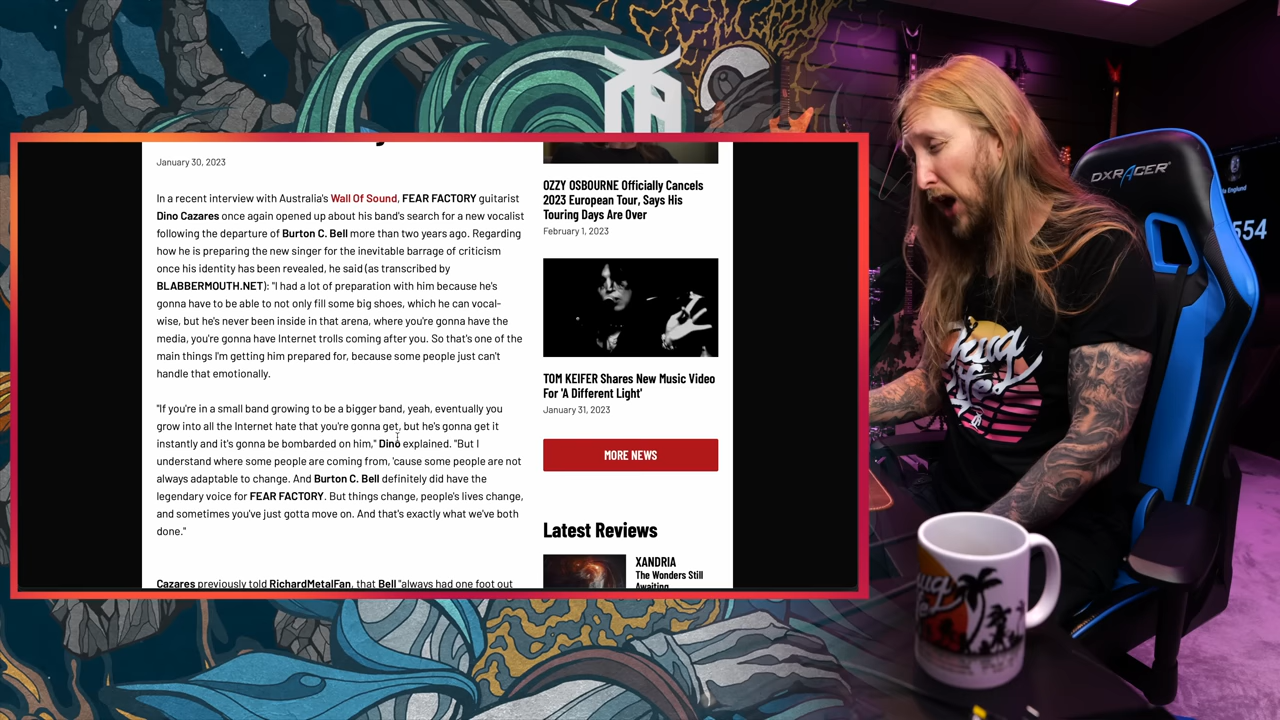 January 30, 2023
In a recent interview with Australia's Wall Of Sound, FEAR FACTORY guitarist
Dino Cazares once again opened up about his band's search for a new vocalist
following the departure of Burton C. Bell more than two years ago. Regarding
how he is preparing the new singer for the inevitable barrage of criticism
once his identity has been revealed, he said (as transcribed by
BLABBERMOUTH.NET): "I had a lot of preparation with him because he's
gonna have to be able to not only fill some big shoes, which he can vocal-
wise, but he's never been inside in that arena, where you're gonna have the
media, you're gonna have Internet trolls coming after you. So that's one of the
main things I'm getting him prepared for, because some people just can't
handle that emotionally.
"If you're in a small band growing to be a bigger band, yeah, eventually you
grow into all the Internet hate that you're gonna get, but he's gonna get it
instantly and it's gonna be bombarded on him," Dino explained. "But I
understand where some people are coming from, 'cause some people are not
always adaptable to change. And Burton C. Bell definitely did have the
legendary voice for FEAR FACTORY. But things change, people's lives change,
and sometimes you've just gotta move on. And that's exactly what we've both
done."
Cazares previously told RichardMetalFan, that Bell "always had one foot out
OZZY OSBOURNE Officially Cancels
2023 European Tour, Says His
Touring Days Are Over
February 1, 2023
TOM KEIFER Shares New Music Video
For 'A Different Light'
January 31, 2023
MORE NEWS
Latest Reviews
XANDRIA
The Wonders Still
Awaiting
DXRACER
England
554
Thug
Life
Thug